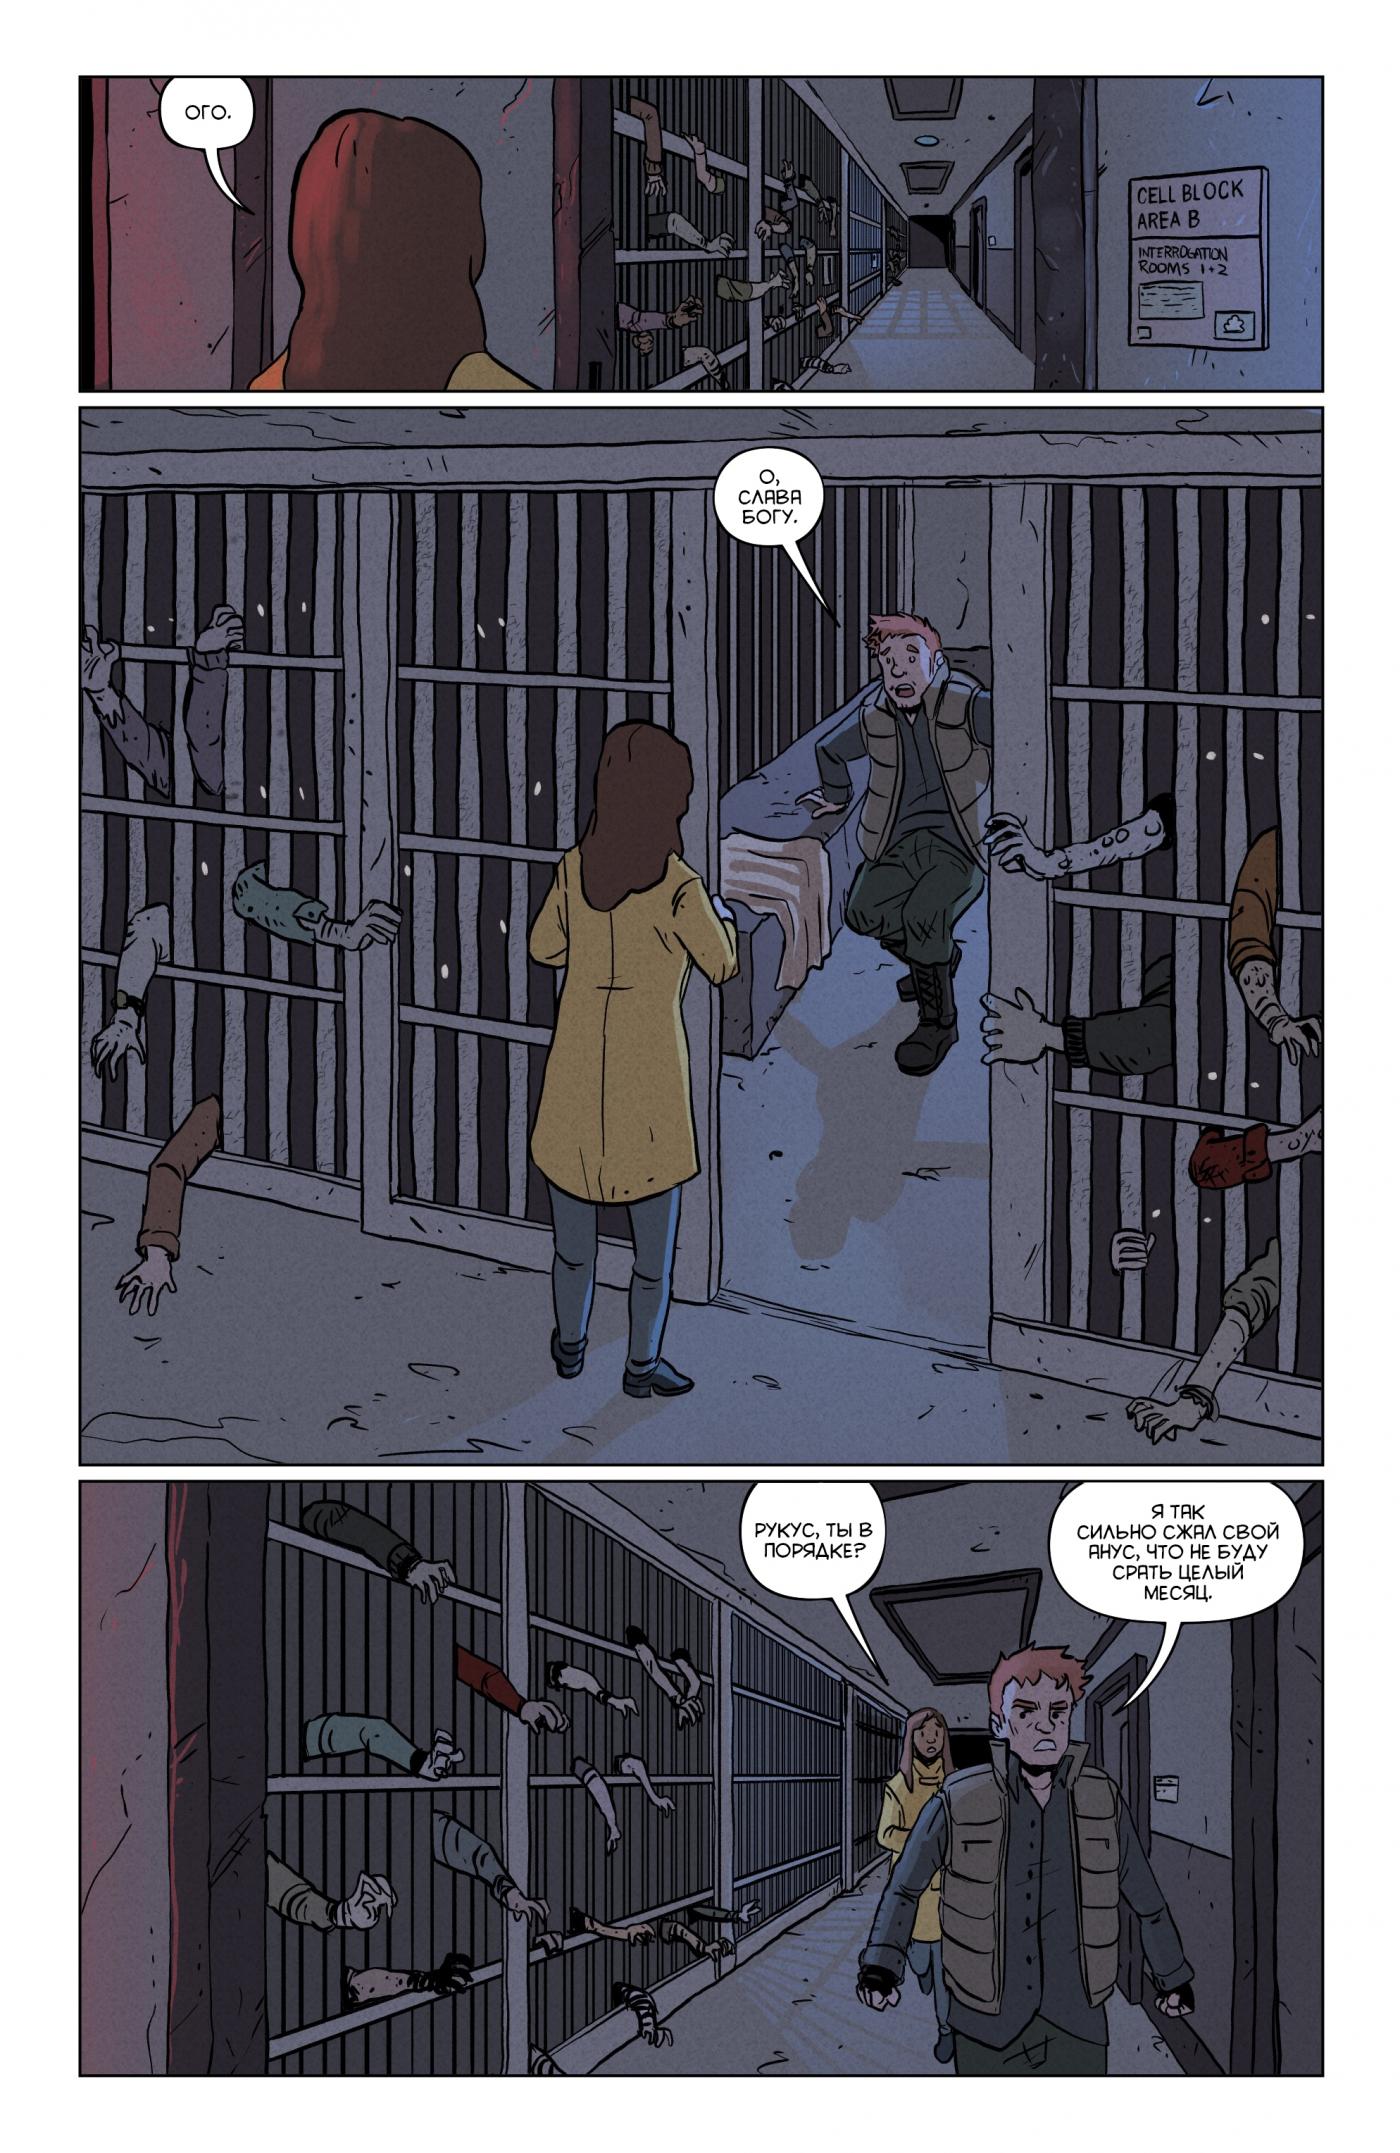 ОГО.
CELL BLOCK
AREA B
INTERROGATION
ROOMS 1+2
О,
СЛАВА
БОГУ.
РУКУС, ТЫ В
ПОРЯДКЕ?
Я ТАК
СИЛЬНО СЖАЛ СВОЙ
АНУС, ЧТО НЕ БУДУ
СРАТЬ ЦЕЛЫЙ
МЕСЯЦ.